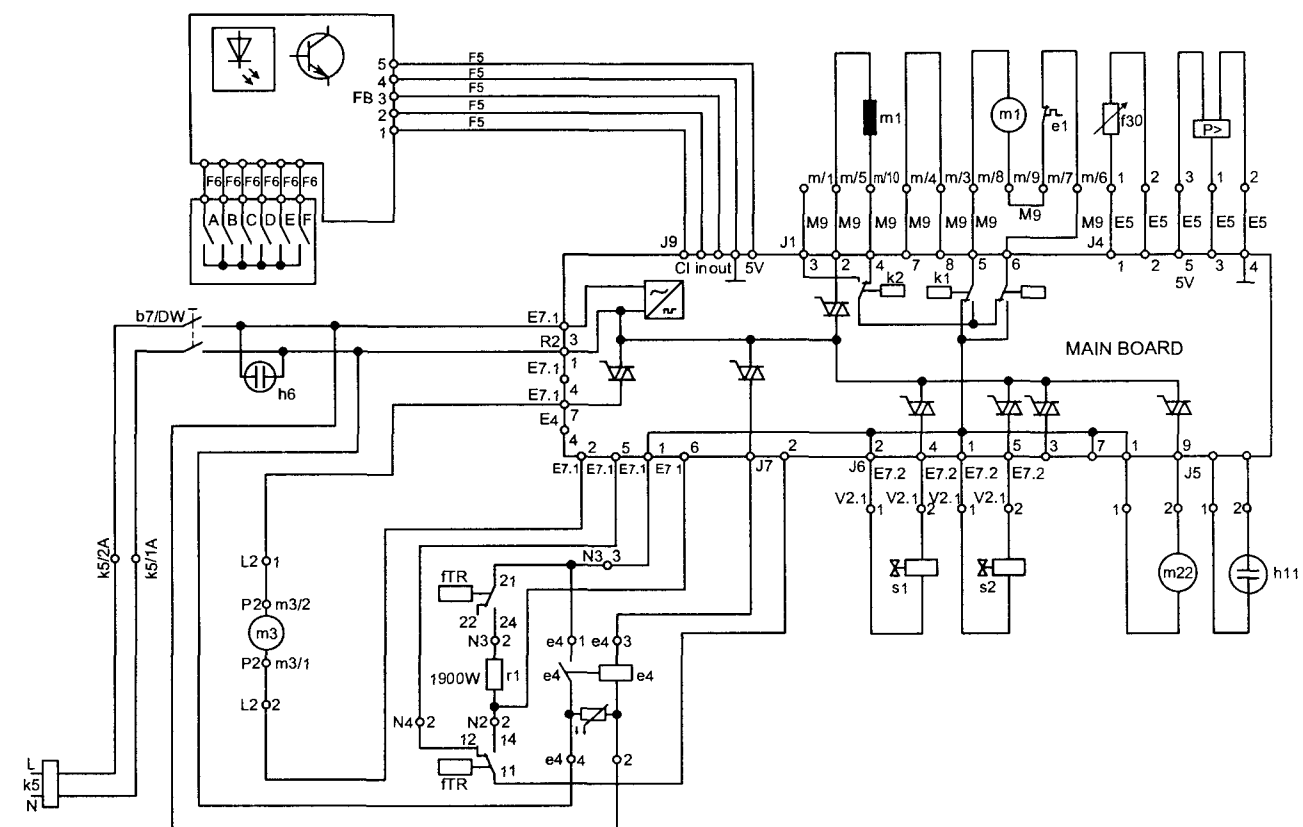 5 F5
4 F5
FB 3 F5
2 F5
1 F5
F6 F6 F6 F6 F6 F6
A B C D E F
m1 m1 e1 f30 P>
m/1 m/5 m/10 m/4 m/3 m/8 m/9 m/7 m/6 1 2 3 1 2
M9 M9 M9 M9 M9 M9 M9 E5 E5 E5 E5 E5
J9 J1 J4
CI in out 5V 3 2 4 7 8 5 6 1 2 5 3 4
5V
k2 k1
b7/DW
E7.1
R2 3
1
E7.1
4
E7.1
7
E4
4
h6
MAIN BOARD
2 5 1 6 J7 2 J6 2 4 1 5 3 7 1 9 J5
E7.1 E7.1 E7.1 E7 1 E7.2 E7.2 E7.2 E7.2
V2.1 V2.1 V2.1 V2.1
1 2 1 2 1 2 1 2
s1 s2 m22 h11
k5/2A k5/1A
L2 1
P2 m3/2
m3
P2 m3/1
L2 2
N3 3
fTR 21
22 24
N3 2
1900W r1
e4 1 e4 3
e4 e4
N4 2 N2 2
12 14
fTR 11
e4 4 2
L
k5
N